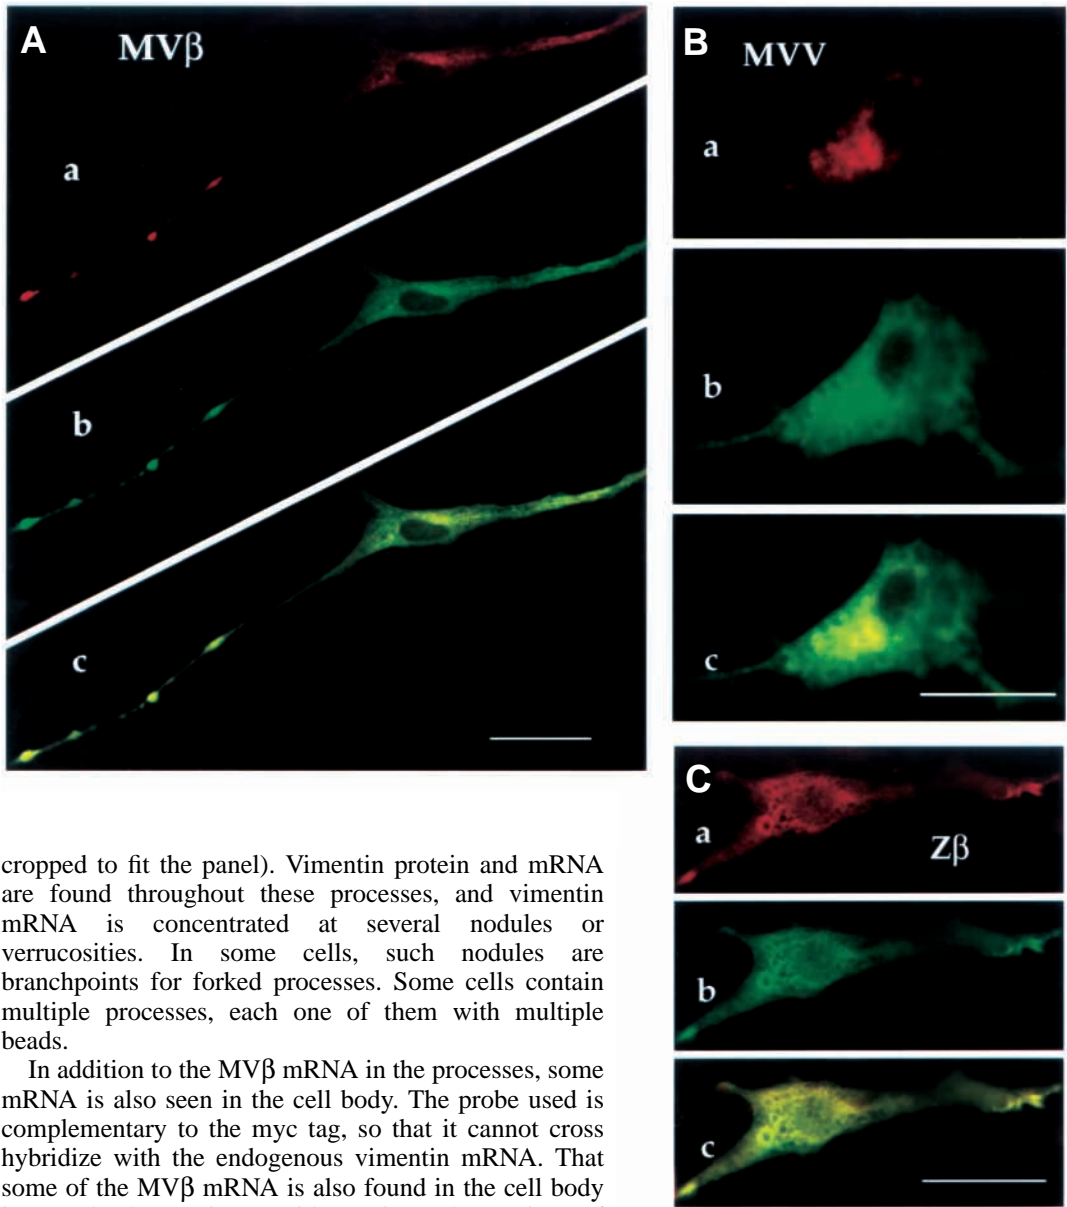 A
MVβ
a
b
c
B
MVV
a
b
c
C
a
Zβ
b
c
cropped to fit the panel). Vimentin protein and mRNA
are found throughout these processes, and vimentin
mRNA is concentrated at several nodules or
verrucosities. In some cells, such nodules are
branchpoints for forked processes. Some cells contain
multiple processes, each one of them with multiple
beads.
In addition to the MVβ mRNA in the processes, some
mRNA is also seen in the cell body. The probe used is
complementary to the myc tag, so that it cannot cross
hybridize with the endogenous vimentin mRNA. That
some of the MVβ mRNA is also found in the cell body